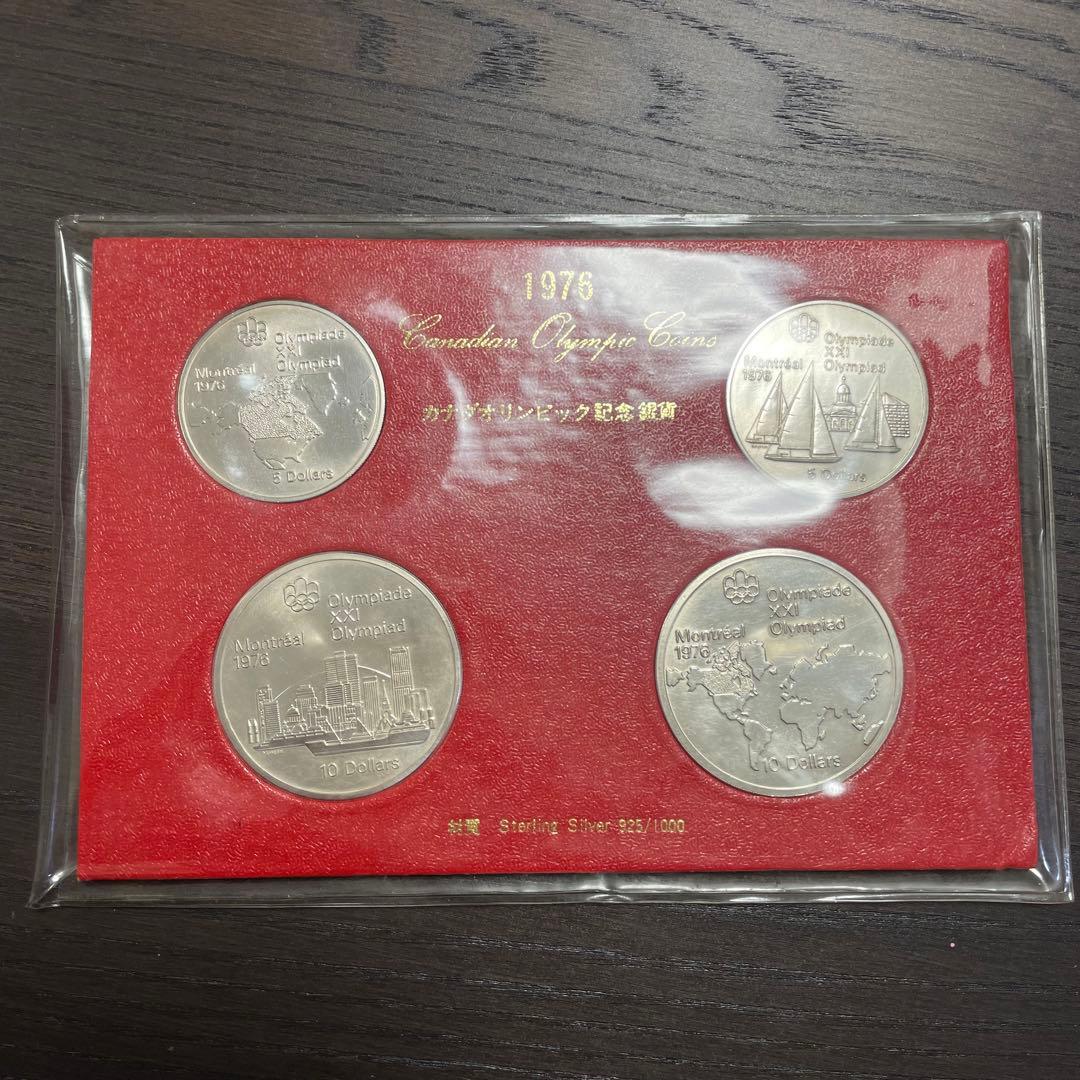 1976
Canadian Olympic Coins
カナダオリンピック記念銀貨
Olympiade
XXI
Olympiad
Montréal
1976
5 Dollars
Olympiade
XXI
Olympiad
Montréal
1976
5 Dollars
Olympiade
XXI
Olympiad
Montréal
1976
10 Dollars
Olympiade
XXI
Olympiad
Montréal
1976
10 Dollars
材質 Sterling Silver 925/1000